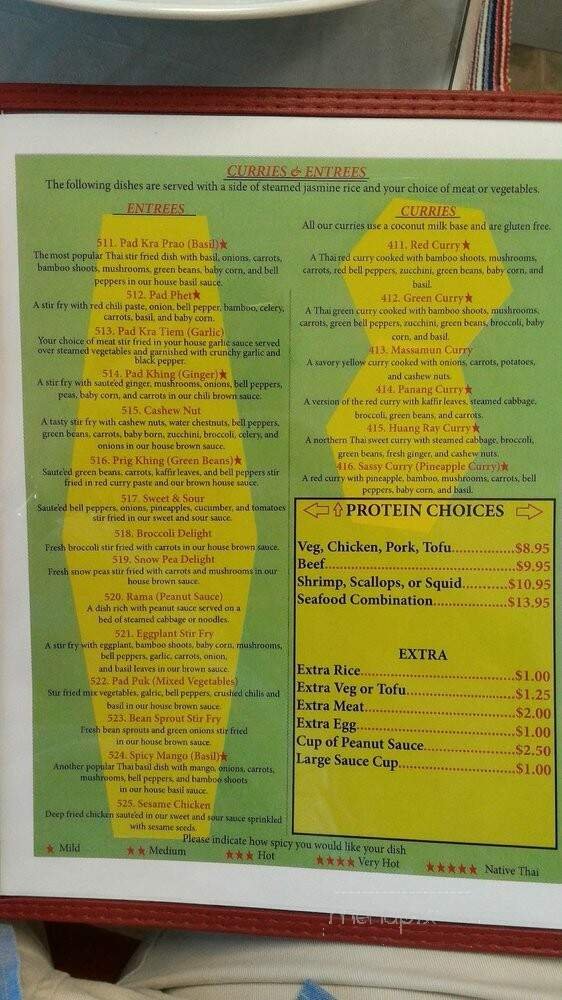 CURRIES & ENTREES
The following dishes are served with a side of steamed jasmine rice and your choice of meat or vegetables.
ENTREES
511. Pad Kra Prao (Basil)★
The most popular Thai stir fried dish with basil, onions, carrots,
bamboo shoots, mushrooms, green beans, baby corn, and bell
peppers in our house basil sauce.
512. Pad Phet★
A stir fry with red chili paste, onion, bell pepper, bamboo, celery,
carrots, basil, and baby corn.
513. Pad Kra Tiem (Garlic)
Your choice of meat stir fried in your house garlic sauce served
over steamed vegetables and garnished with crunchy garlic and
black pepper.
514. Pad Khing (Ginger)★
A stir fry with saute'ed ginger, mushrooms, onions, bell peppers,
peas, baby corn, and carrots in our chili brown sauce.
515. Cashew Nut
A tasty stir fry with cashew nuts, water chestnuts, bell peppers,
green beans, carrots, baby born, zucchini, broccoli, celery, and
onions in our house brown sauce.
516. Prig Khing (Green Beans)★
Saute'ed green beans, carrots, kaffir leaves, and bell peppers stir
fried in red curry paste and our brown house sauce.
517. Sweet & Sour
Saute'ed bell peppers, onions, pineapples, cucumber, and tomatoes
stir fried in our sweet and sour sauce.
518. Broccoli Delight
Fresh broccoli stir fried with carrots in our house brown sauce.
519. Snow Pea Delight
Fresh snow peas stir fried with carrots and mushrooms in our
house brown sauce.
520. Rama (Peanut Sauce)
A dish rich with peanut sauce served on a
bed of steamed cabbage or noodles.
521. Eggplant Stir Fry
A stir fry with eggplant, bamboo shoots, baby corn, mushrooms,
bell peppers, garlic, carrots, onion,
and basil leaves in our brown sauce.
522. Pad Puk (Mixed Vegetables)
Stir fried mix vegetables, galric, bell peppers, crushed chilis and
basil in our house brown sauce.
523. Bean Sprout Stir Fry
Fresh bean sprouts and green onions stir fried
in our house brown sauce.
524. Spicy Mango (Basil)★
Another popular Thai basil dish with mango, onions, carrots,
mushrooms, bell peppers, and bamboo shoots
in our house basil sauce.
525. Sesame Chicken
Deep fried chicken saute'ed in our sweet and sour sauce sprinkled
with sesame seeds.
CURRIES
All our curries use a coconut milk base and are gluten free.
411. Red Curry★
A Thai red curry cooked with bamboo shoots, mushrooms,
carrots, red bell peppers, zucchini, green beans, baby corn, and
basil.
412. Green Curry★
A Thai green curry cooked with bamboo shoots, mushrooms,
carrots, green bell peppers, zucchini, green beans, broccoli, baby
corn, and basil.
413. Massamun Curry
A savory yellow curry cooked with onions, carrots, potatoes,
and cashew nuts.
414. Panang Curry★
A version of the red curry with kaffir leaves, steamed cabbage,
broccoli, green beans, and carrots.
415. Huang Ray Curry★
A northern Thai sweet curry with steamed cabbage, broccoli,
green beans, fresh ginger, and cashew nuts.
416. Sassy Curry (Pineapple Curry)★
A red curry with pineapple, bamboo, mushrooms, carrots, bell
peppers, baby corn, and basil.
PROTEIN CHOICES
Veg, Chicken, Pork, Tofu..............$8.95
Beef..............$9.95
Shrimp, Scallops, or Squid..............$10.95
Seafood Combination..............$13.95
EXTRA
Extra Rice..............$1.00
Extra Veg or Tofu..............$1.25
Extra Meat..............$2.00
Extra Egg..............$1.00
Cup of Peanut Sauce..............$2.50
Large Sauce Cup..............$1.00
Please indicate how spicy you would like your dish
★ Mild ★★ Medium ★★★ Hot ★★★★ Very Hot ★★★★★ Native Thai
menupix